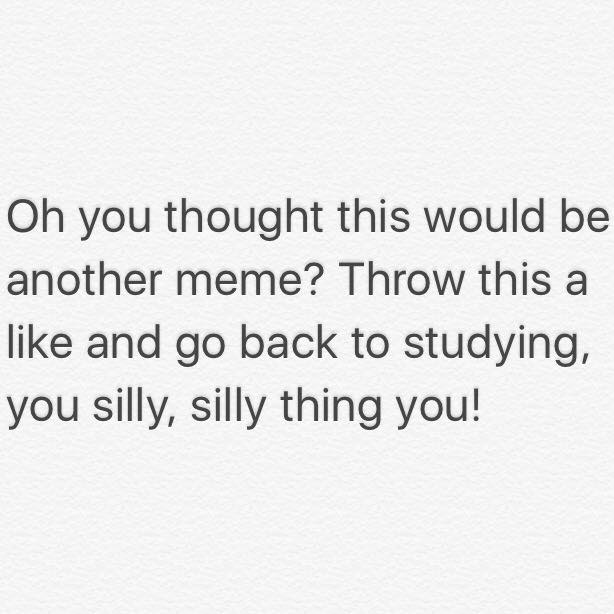 Oh you thought this would be
another meme? Throw this a
like and go back to studying,
you silly, silly thing you!